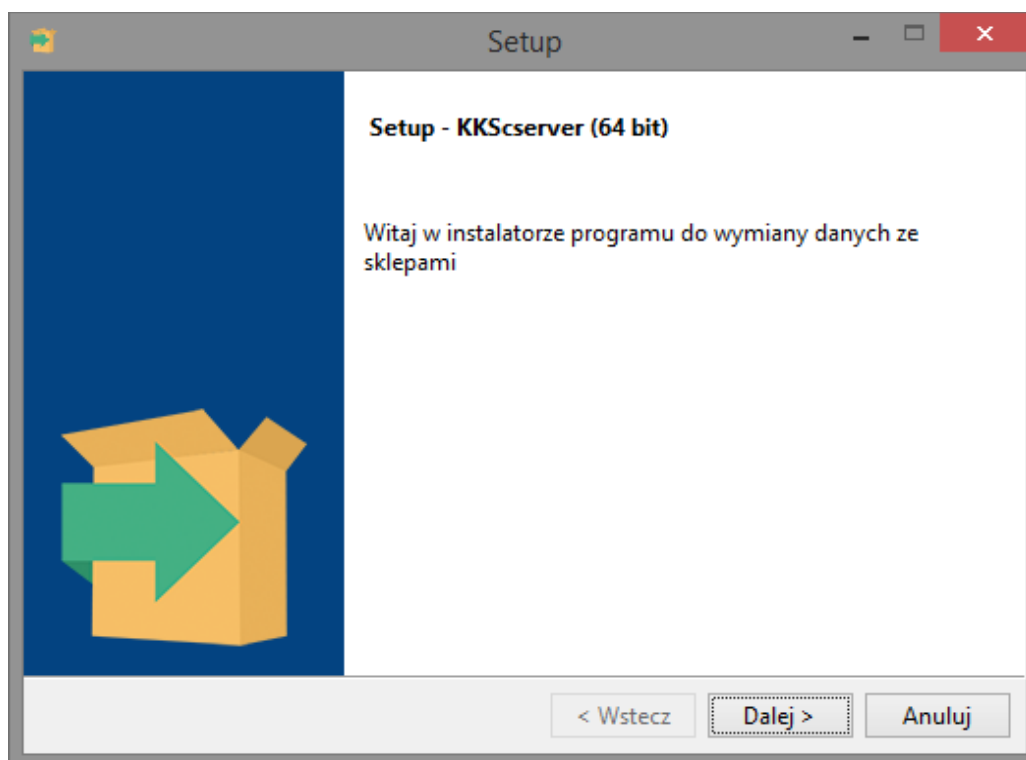 Setup
Setup - KKScserver (64 bit)
Witaj w instalatorze programu do wymiany danych ze
sklepami
< Wstecz
Dalej >
Anuluj